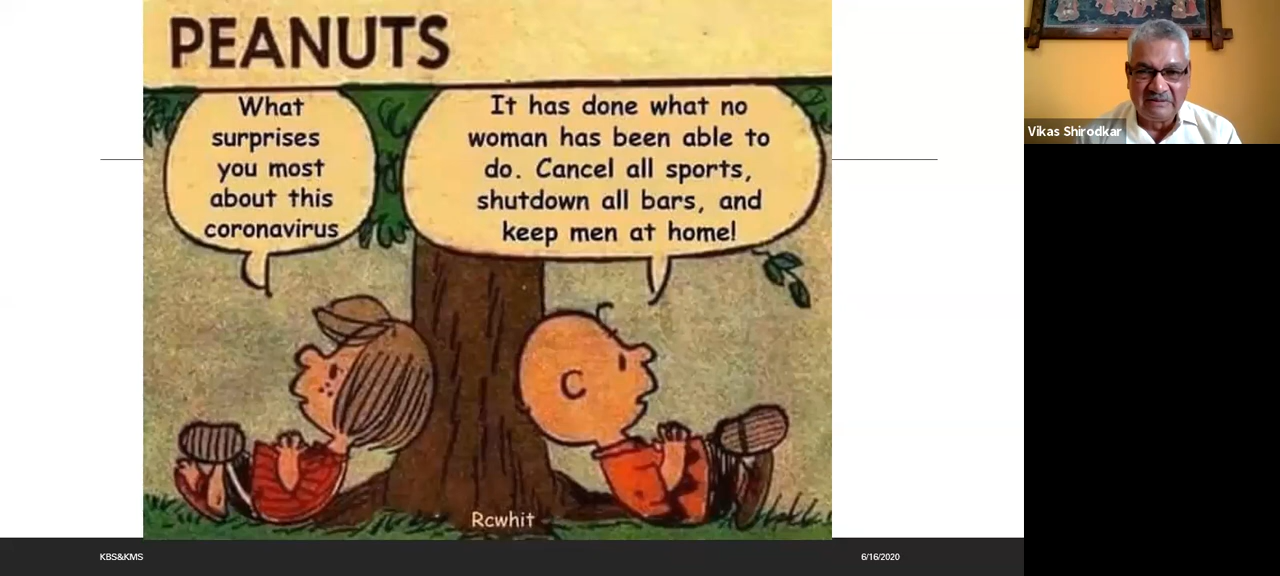 PEANUTS
What
surprises
you most
about this
coronavirus
It has done what no
woman has been able to
do. Cancel all sports,
shutdown all bars, and
keep men at home!
Rcwhit
Vikas Shirodkar
KBS&KMS
6/16/2020